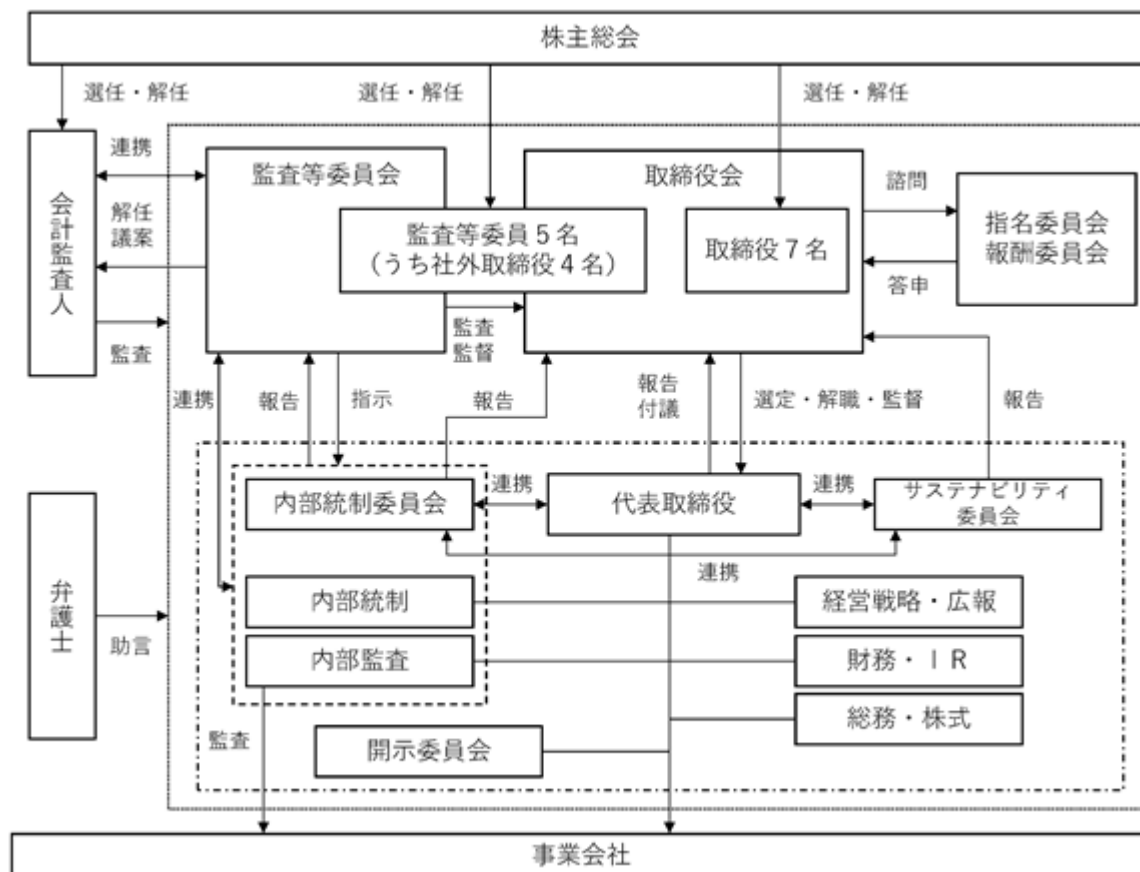 株主総会
選任・解任
選任・解任
選任・解任
会計監査人
連携
解任
議案
監査
監査等委員会
監査等委員5名
（うち社外取締役4名）
取締役会
取締役7名
諮問
答申
指名委員会
報酬委員会
監査
監督
連携
報告
指示
報告
報告
付議
選定・解職・監督
報告
内部統制委員会
連携
代表取締役
連携
サステナビリティ
委員会
連携
弁護士
助言
内部統制
経営戦略・広報
内部監査
財務・ＩＲ
総務・株式
監査
開示委員会
事業会社